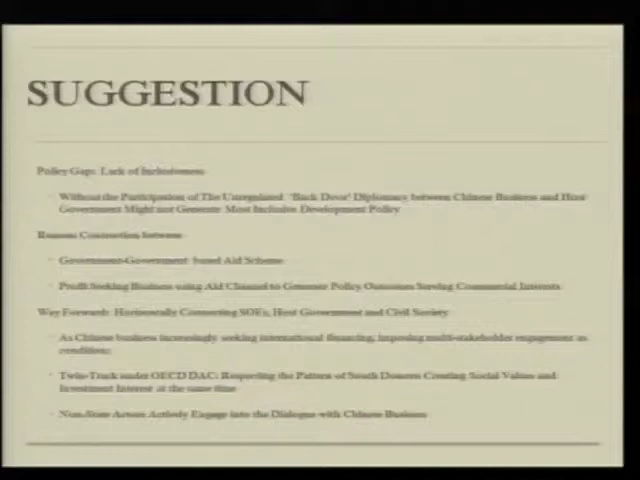 SUGGESTION
Policy Gap: Lack of Inclusiveness
Without the Participation of The Unregulated 'Back Door' Diplomacy between Chinese Business and Host
Government Might not Generate Most Inclusive Development Policy
Reasons: between
Government-Government based Aid Scheme
Profit Seeking Business using Aid Channel to Generate Policy Outcomes Serving Commercial Interests
Way Forward: Horizontally Connecting SOEs, Host Government and Civil Society
As Chinese business increasingly seeking international financing, imposing multi-stakeholder engagement as
conditions
Twin-Track under OECD DAC: Respecting the Pattern of South Donors Creating Social Values and
Investment Interest at the same time
Non-State Actors Actively Engage into the Dialogue with Chinese Business